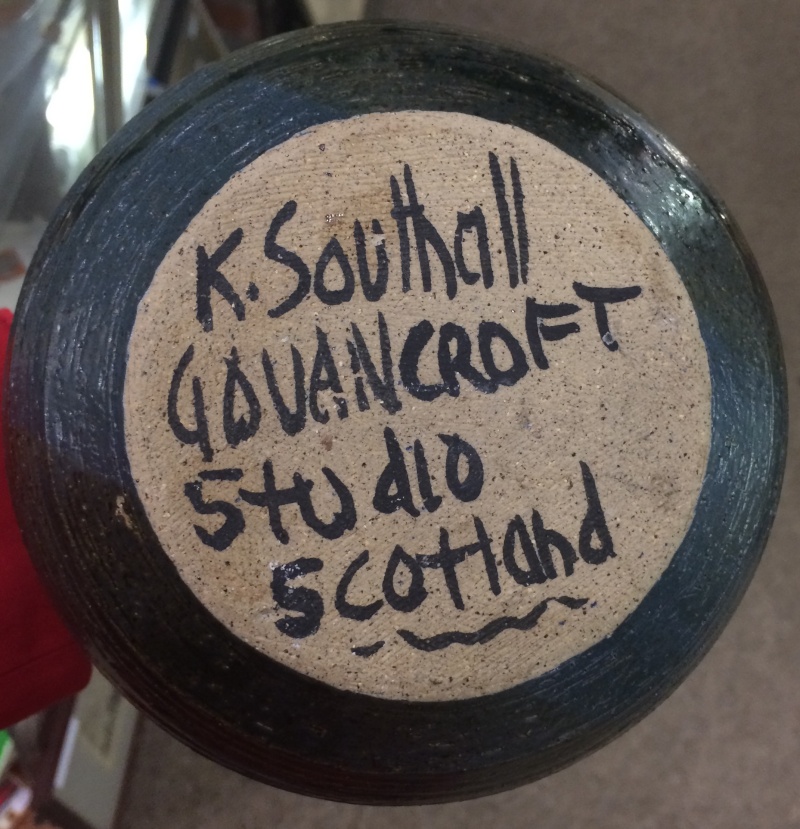 K. Southall
GOVANCROFT
Studio
Scotland